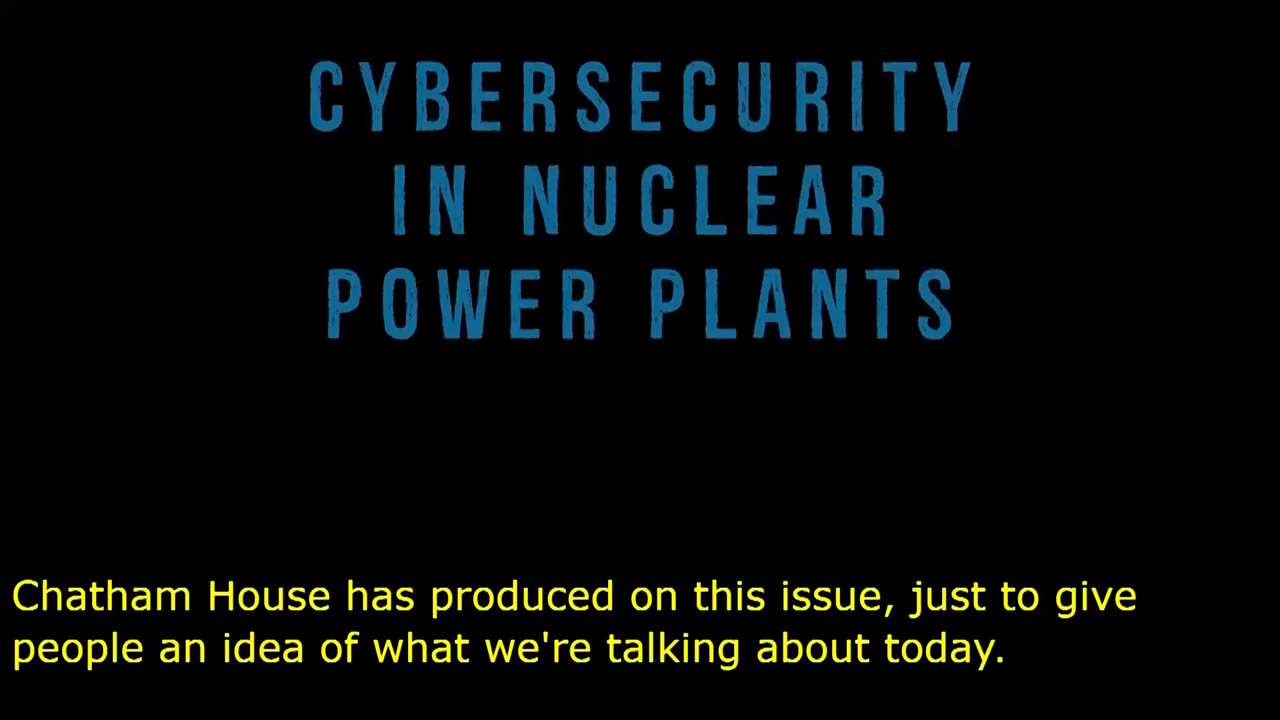 CYBERSECURITY
IN NUCLEAR
POWER PLANTS
Chatham House has produced on this issue, just to give
people an idea of what we're talking about today.